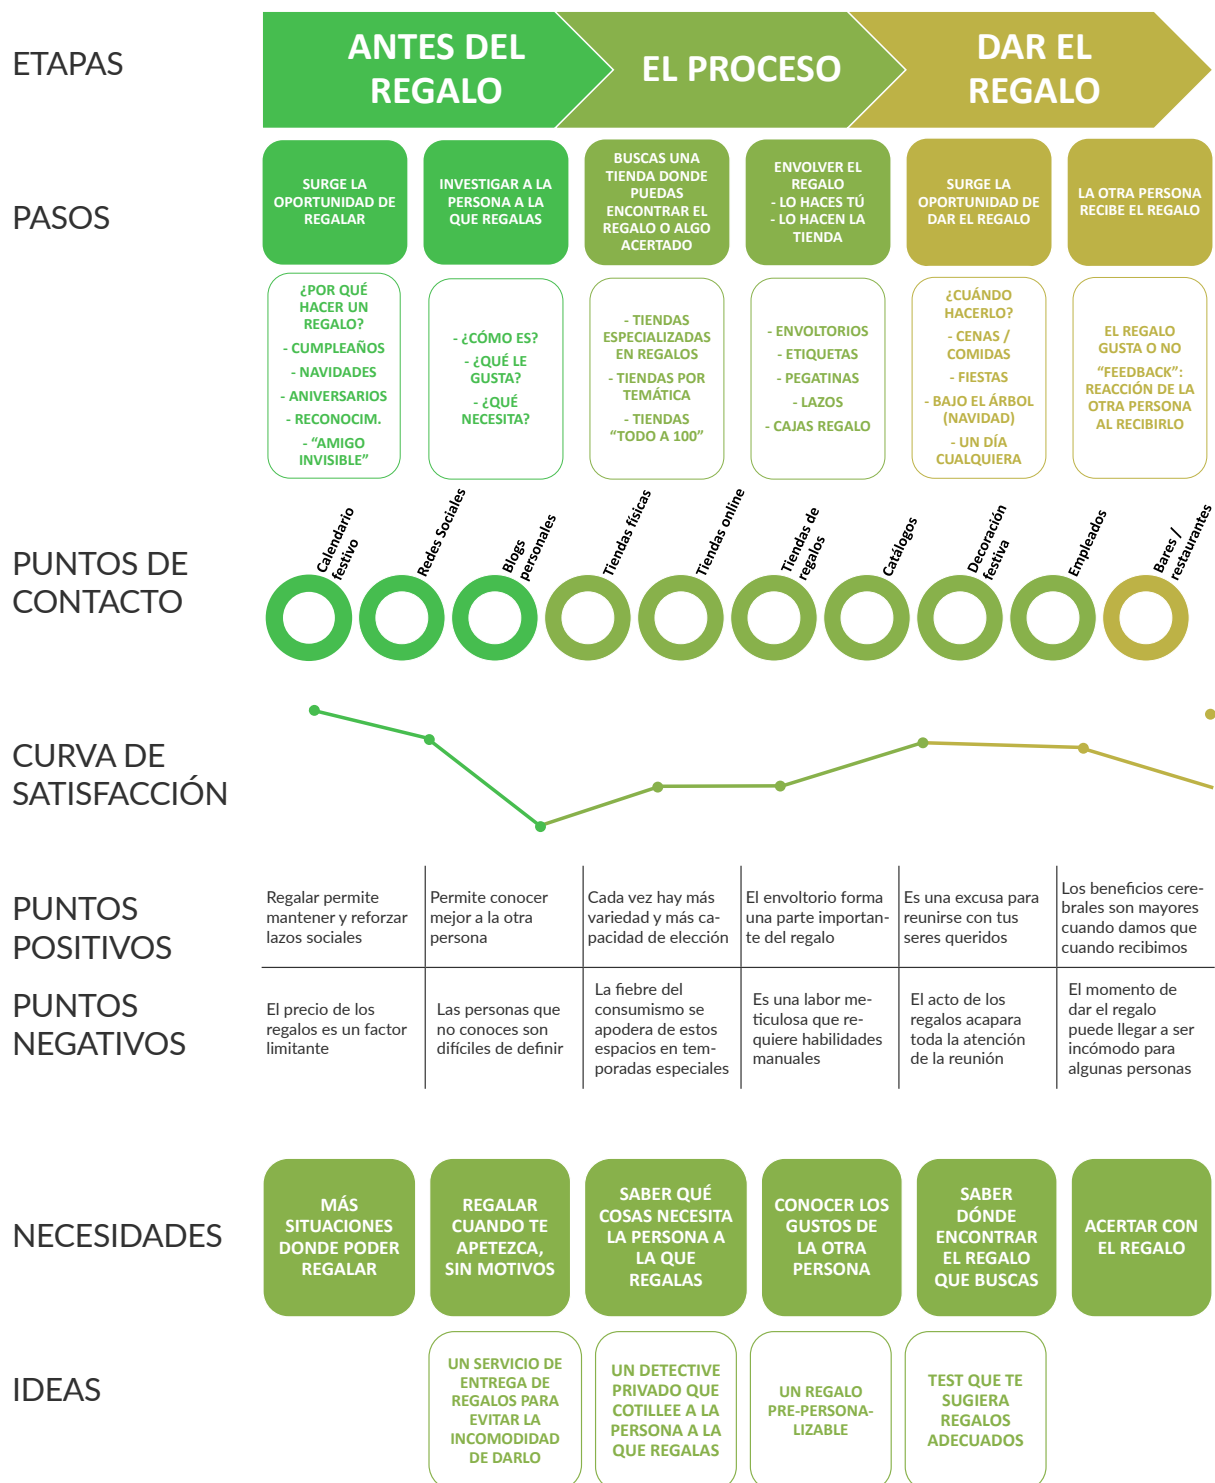 ETAPAS
ANTES DEL
REGALO
EL PROCESO
DAR EL
REGALO
PASOS
SURGE LA
OPORTUNIDAD DE
REGALAR
INVESTIGAR A LA
PERSONA A LA
QUE REGALAS
BUSCAS UNA
TIENDA DONDE
PUEDAS
ENCONTRAR EL
REGALO O ALGO
ACERTADO
ENVOLVER EL
REGALO
- LO HACES TÚ
- LO HACEN LA
TIENDA
SURGE LA
OPORTUNIDAD DE
DAR EL REGALO
LA OTRA PERSONA
RECIBE EL REGALO
¿POR QUÉ
HACER UN
REGALO?
- CUMPLEAÑOS
- NAVIDADES
- ANIVERSARIOS
- RECONOCIM.
- “AMIGO
INVISIBLE”
- ¿CÓMO ES?
- ¿QUÉ LE
GUSTA?
- ¿QUÉ
NECESITA?
- TIENDAS
ESPECIALIZADAS
EN REGALOS
- TIENDAS POR
TEMÁTICA
- TIENDAS
“TODO A 100”
- ENVOLTORIOS
- ETIQUETAS
- PEGATINAS
- LAZOS
- CAJAS REGALO
¿CUÁNDO
HACERLO?
- CENAS /
COMIDAS
- FIESTAS
- BAJO EL ÁRBOL
(NAVIDAD)
- UN DÍA
CUALQUIERA
EL REGALO
GUSTA O NO
“FEEDBACK”:
REACCIÓN DE LA
OTRA PERSONA
AL RECIBIRLO
PUNTOS DE
CONTACTO
Calendario
festivo
Redes Sociales
Blogs
personales
Tiendas físicas
Tiendas online
Tiendas de
regalos
Catálogos
Decoración
festiva
Empleados
Bares /
restaurantes
CURVA DE
SATISFACCIÓN
PUNTOS
POSITIVOS
Regalar permite
mantener y reforzar
lazos sociales
Permite conocer
mejor a la otra
persona
Cada vez hay más
variedad y más ca-
pacidad de elección
El envoltorio forma
una parte importan-
te del regalo
Es una excusa para
reunirse con tus
seres queridos
Los beneficios cere-
brales son mayores
cuando damos que
cuando recibimos
PUNTOS
NEGATIVOS
El precio de los
regalos es un factor
limitante
Las personas que
no conoces son
difíciles de definir
La fiebre del
consumismo se
apodera de estos
espacios en tem-
poradas especiales
Es una labor me-
ticulosa que re-
quiere habilidades
manuales
El acto de los
regalos acapara
toda la atención
de la reunión
El momento de
dar el regalo
puede llegar a ser
incómodo para
algunas personas
NECESIDADES
MÁS
SITUACIONES
DONDE PODER
REGALAR
REGALAR
CUANDO TE
APETEZCA,
SIN MOTIVOS
SABER QUÉ
COSAS NECESITA
LA PERSONA A
LA QUE
REGALAS
CONOCER LOS
GUSTOS DE
LA OTRA
PERSONA
SABER
DÓNDE
ENCONTRAR
EL REGALO
QUE BUSCAS
ACERTAR CON
EL REGALO
IDEAS
UN SERVICIO DE
ENTREGA DE
REGALOS PARA
EVITAR LA
INCOMODIDAD
DE DARLO
UN DETECTIVE
PRIVADO QUE
COTILLEE A LA
PERSONA A LA
QUE REGALAS
UN REGALO
PRE-PERSONA-
LIZABLE
TEST QUE TE
SUGIERA
REGALOS
ADECUADOS